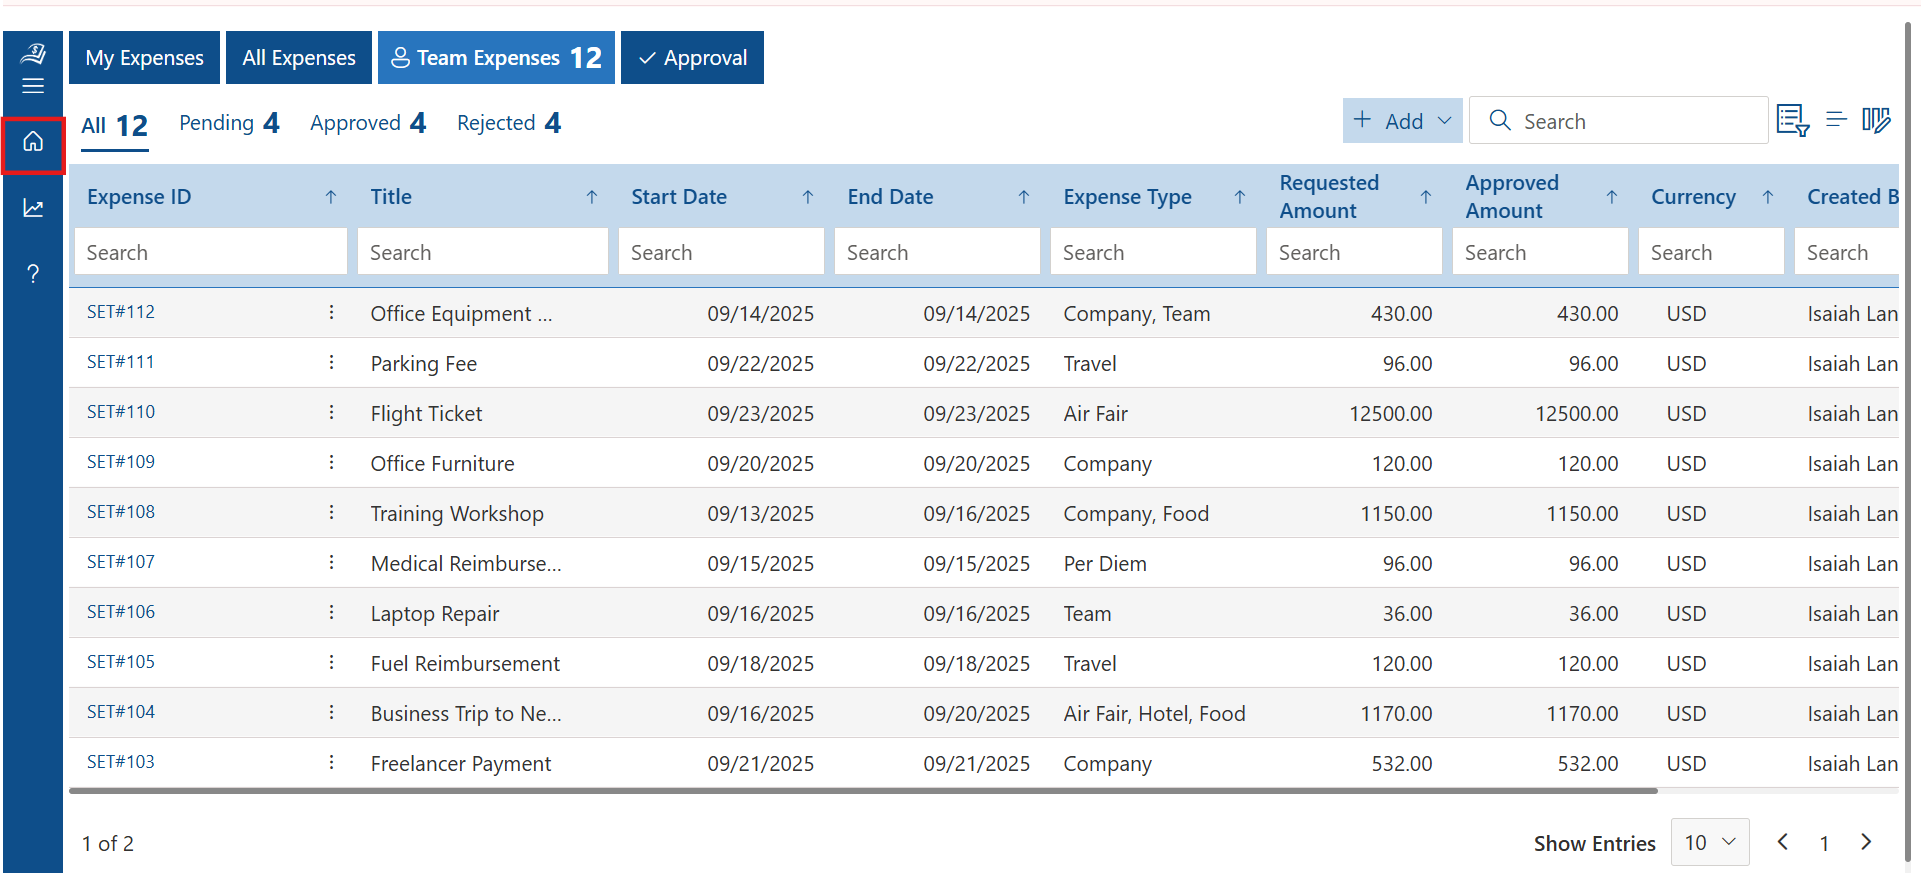 My Expenses All Expenses Team Expenses 12 Approval
All 12 Pending 4 Approved 4 Rejected 4 + Add Search
Expense ID Title Start Date End Date Expense Type Requested Amount Approved Amount Currency Created B
Search Search Search Search Search Search Search Search Search
SET#112 Office Equipment ... 09/14/2025 09/14/2025 Company, Team 430.00 430.00 USD Isaiah Lan
SET#111 Parking Fee 09/22/2025 09/22/2025 Travel 96.00 96.00 USD Isaiah Lan
SET#110 Flight Ticket 09/23/2025 09/23/2025 Air Fair 12500.00 12500.00 USD Isaiah Lan
SET#109 Office Furniture 09/20/2025 09/20/2025 Company 120.00 120.00 USD Isaiah Lan
SET#108 Training Workshop 09/13/2025 09/16/2025 Company, Food 1150.00 1150.00 USD Isaiah Lan
SET#107 Medical Reimburse... 09/15/2025 09/15/2025 Per Diem 96.00 96.00 USD Isaiah Lan
SET#106 Laptop Repair 09/16/2025 09/16/2025 Team 36.00 36.00 USD Isaiah Lan
SET#105 Fuel Reimbursement 09/18/2025 09/18/2025 Travel 120.00 120.00 USD Isaiah Lan
SET#104 Business Trip to Ne... 09/16/2025 09/20/2025 Air Fair, Hotel, Food 1170.00 1170.00 USD Isaiah Lan
SET#103 Freelancer Payment 09/21/2025 09/21/2025 Company 532.00 532.00 USD Isaiah Lan
1 of 2 Show Entries 10 1